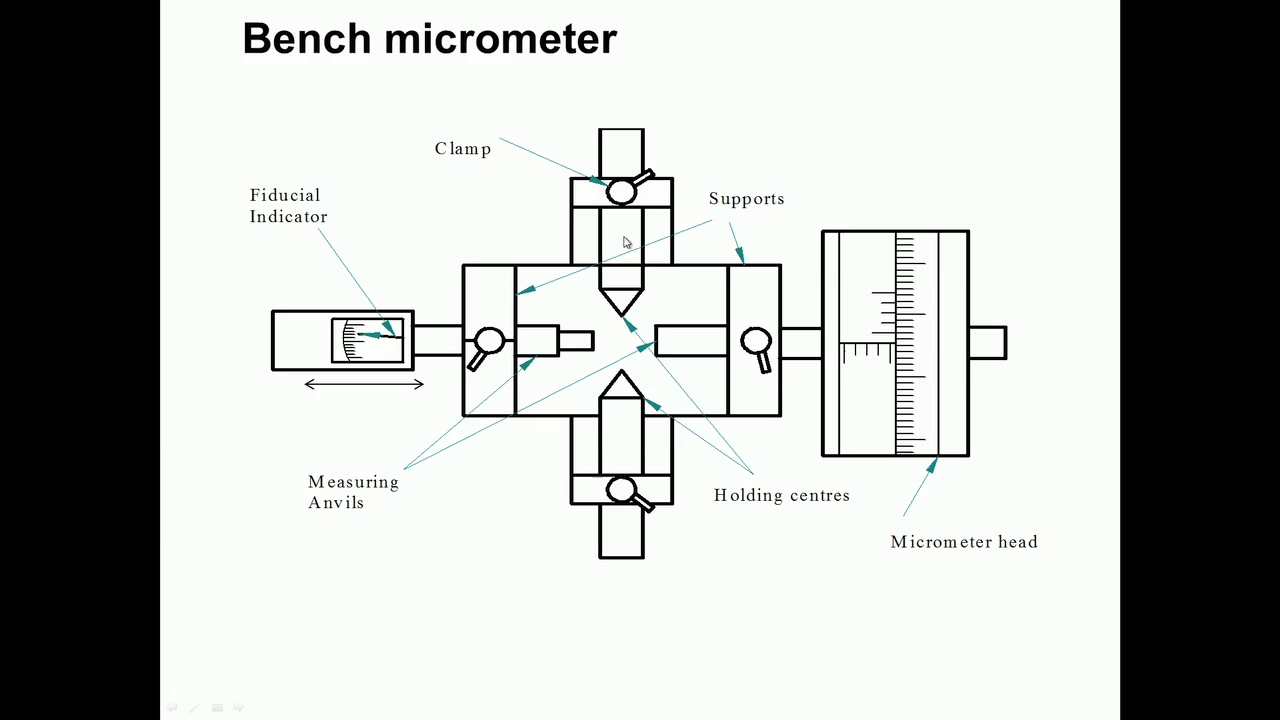 Bench micrometer
Clamp
Fiducial
Indicator
Supports
Measuring
Anvils
Holding centres
Micrometer head